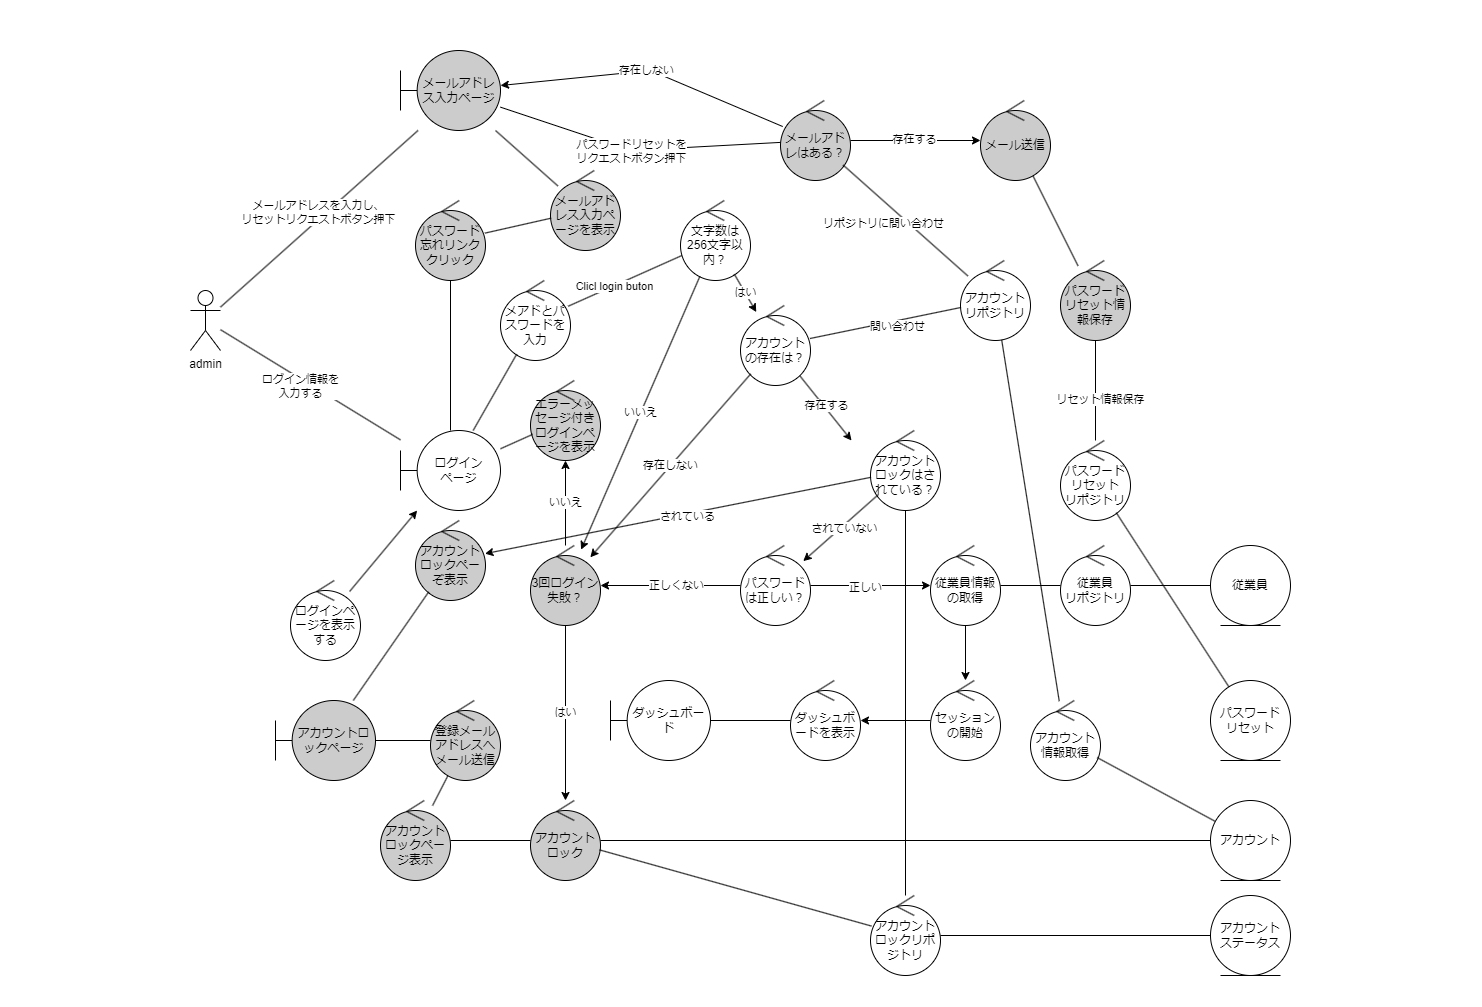 メールアドレ
ス入力ページ
存在しない
パスワードリセットを
リクエストボタン押下
メールアド
レはある？
存在する
メール送信
メールアドレスを入力し、
リセットリクエストボタン押下
パスワード
忘れリンク
クリック
メールアド
レス入力ペ
ージを表示
文字数は
256文字以
内？
リポジトリに問い合わせ
Clicl login buton
はい
メアドとパ
スワードを
入力
アカウント
の存在は？
問い合わせ
アカウント
リポジトリ
パスワード
リセット情
報保存
admin
ログイン情報を
入力する
エラーメッ
セージ付き
ログインペ
ージを表示
いいえ
存在する
リセット情報保存
ログイン
ページ
存在しない
アカウント
ロックはさ
れている？
パスワード
リセット
リポジトリ
いいえ
されている
されていない
アカウント
ロックペー
ぞ表示
ログインペ
ージを表示
する
3回ログイン
失敗？
正しくない
パスワード
は正しい？
正しい
従業員情報
の取得
従業員
リポジトリ
従業員
アカウントロ
ックページ
登録メール
アドレスへ
メール送信
はい
ダッシュボー
ド
ダッシュボ
ードを表示
セッション
の開始
アカウント
情報取得
パスワード
リセット
アカウント
ロックペー
ジ表示
アカウント
ロック
アカウント
アカウント
ロックリポ
ジトリ
アカウント
ステータス